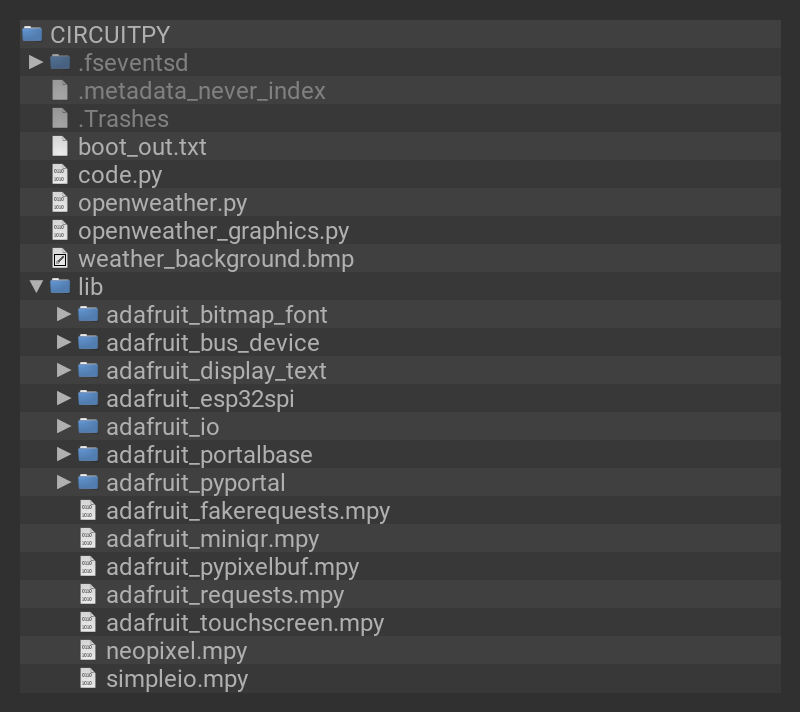 CIRCUITPY
.fseventsd
.metadata_never_index
.Trashes
boot_out.txt
code.py
openweather.py
openweather_graphics.py
weather_background.bmp
lib
adafruit_bitmap_font
adafruit_bus_device
adafruit_display_text
adafruit_esp32spi
adafruit_io
adafruit_portalbase
adafruit_pyportal
adafruit_fakerequests.mpy
adafruit_miniqr.mpy
adafruit_pypixelbuf.mpy
adafruit_requests.mpy
adafruit_touchscreen.mpy
neopixel.mpy
simpleio.mpy